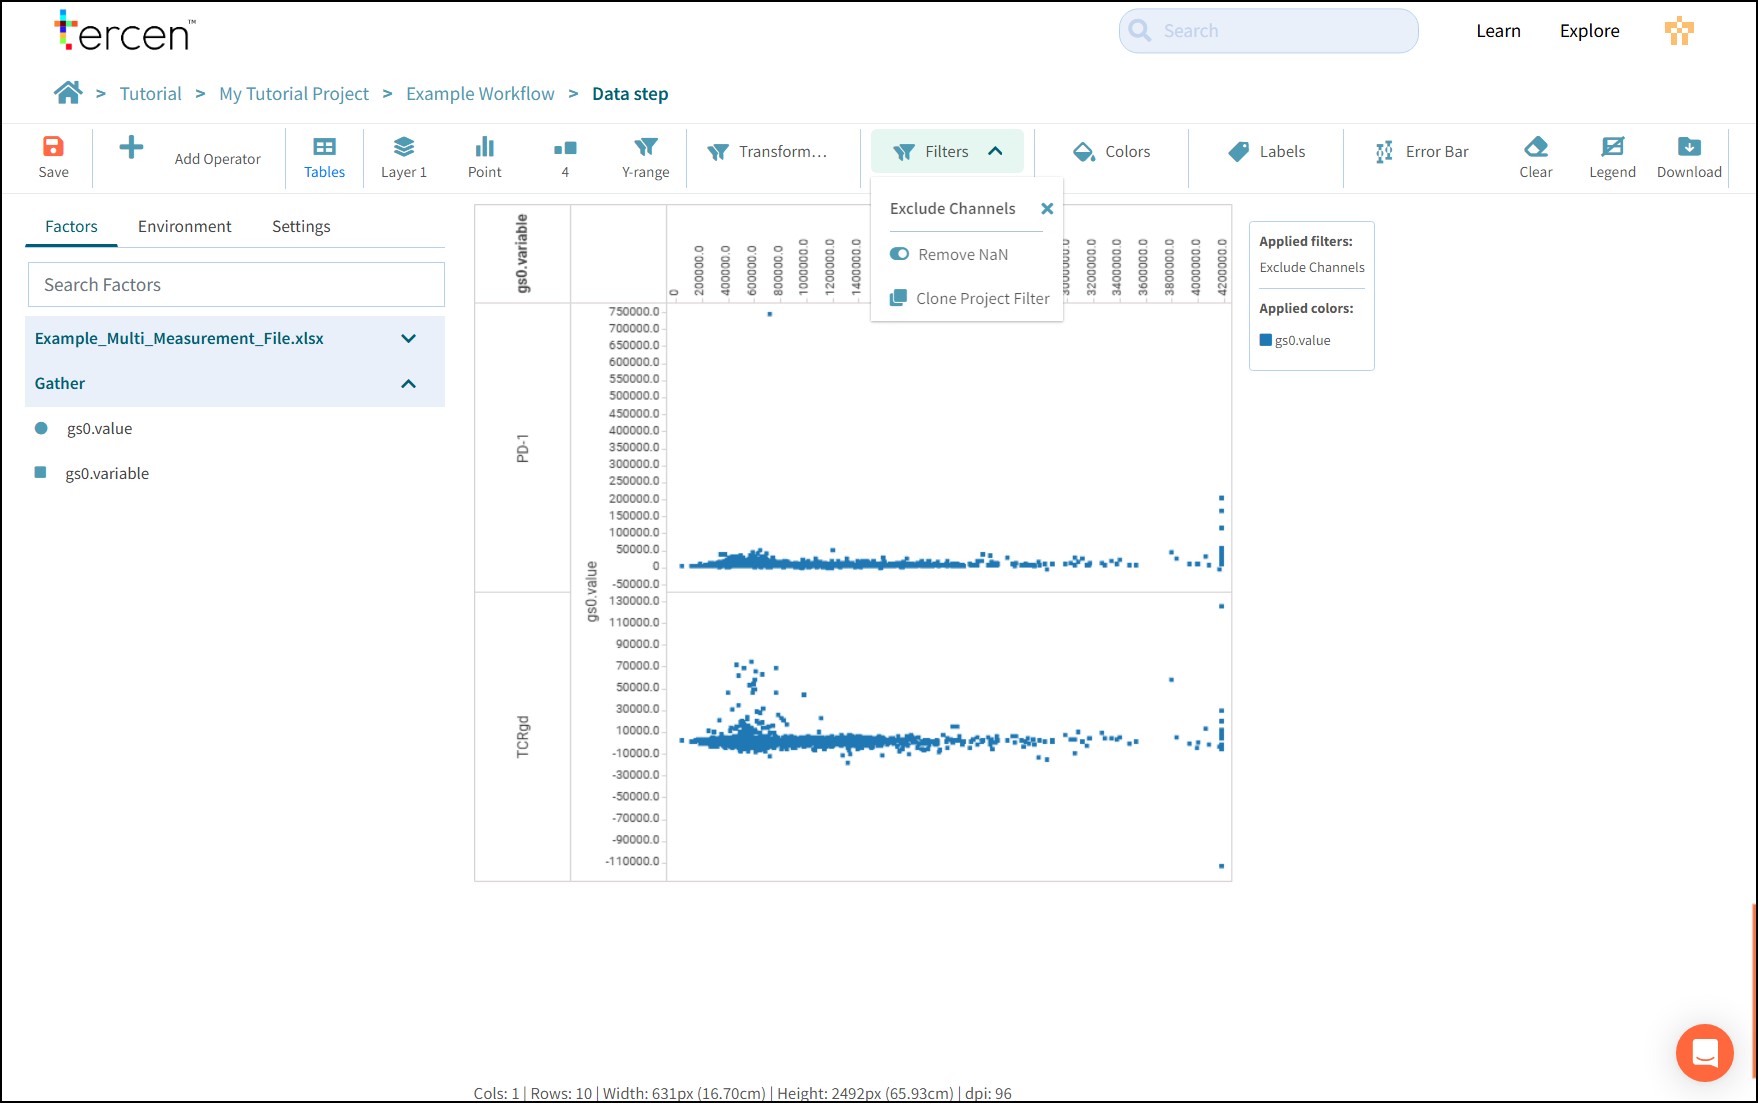 tercen™
Search
Learn
Explore
> Tutorial > My Tutorial Project > Example Workflow > Data step
Save
Add Operator
Tables
Layer 1
Point
4
Y-range
Transform...
Filters
Colors
Labels
Error Bar
Clear
Legend
Download
Factors
Environment
Settings
Search Factors
Example_Multi_Measurement_File.xlsx
Gather
gs0.value
gs0.variable
Exclude Channels
Remove NaN
Clone Project Filter
gs0.variable
0
200000.0
400000.0
600000.0
800000.0
1000000.0
1200000.0
3200000.0
3400000.0
3600000.0
3800000.0
4000000.0
4200000.0
PD-1
gs0.value
750000.0
700000.0
650000.0
600000.0
550000.0
500000.0
450000.0
400000.0
350000.0
300000.0
250000.0
200000.0
150000.0
100000.0
50000.0
0
-50000.0
TCRgd
130000.0
110000.0
90000.0
70000.0
50000.0
30000.0
10000.0
-10000.0
-30000.0
-50000.0
-70000.0
-90000.0
-110000.0
Applied filters:
Exclude Channels
Applied colors:
gs0.value
Cols: 1 | Rows: 10 | Width: 631px (16.70cm) | Height: 2492px (65.93cm) | dpi: 96